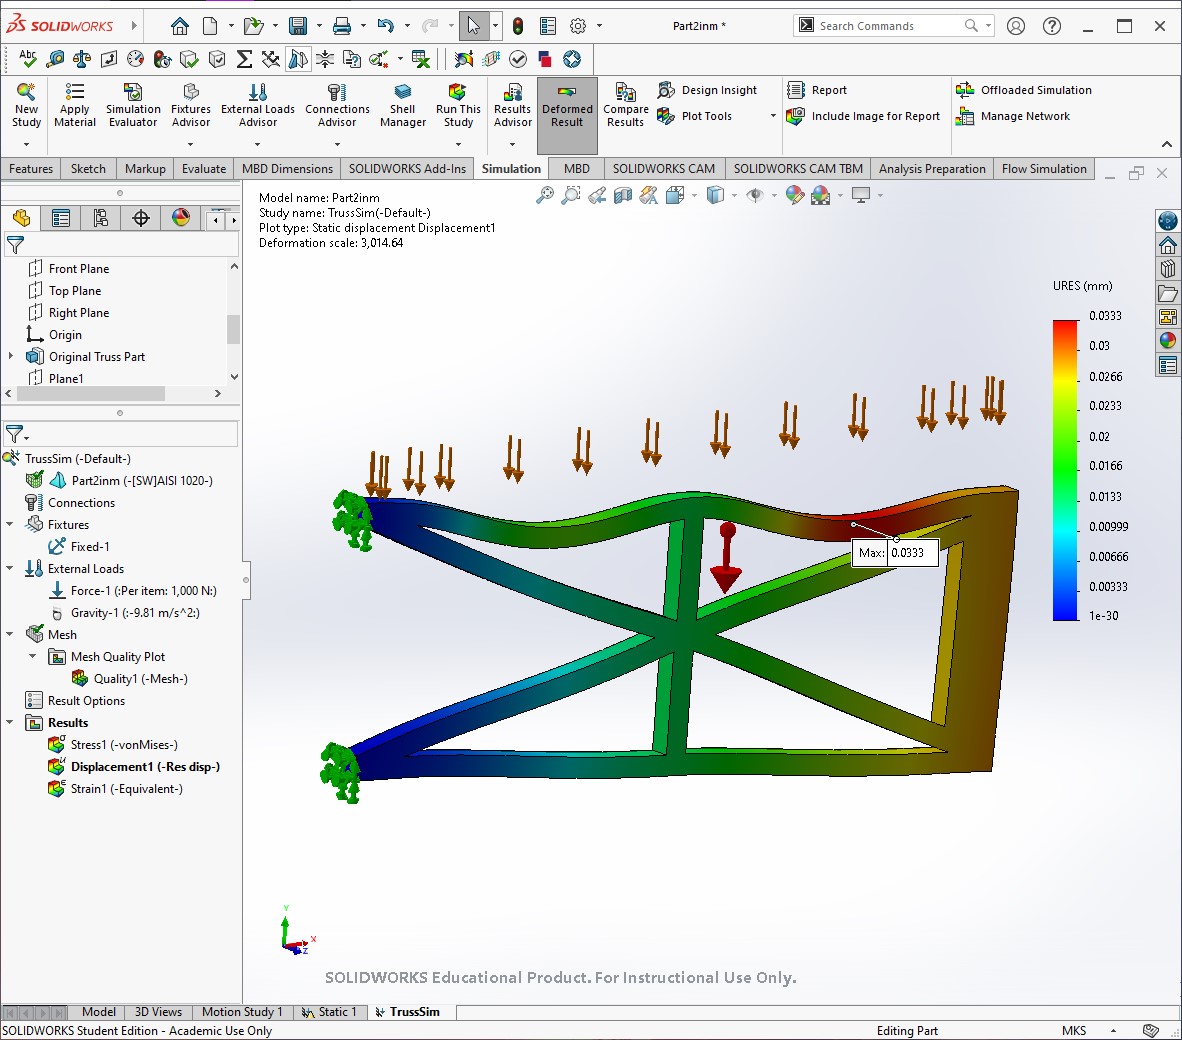 SOLIDWORKS
Part2inm *
Search Commands
Abc
New Study
Apply Material
Simulation Evaluator
Fixtures Advisor
External Loads Advisor
Connections Advisor
Shell Manager
Run This Study
Results Advisor
Deformed Result
Compare Results
Design Insight
Plot Tools
Report
Include Image for Report
Offloaded Simulation
Manage Network
Features Sketch Markup Evaluate MBD Dimensions SOLIDWORKS Add-Ins Simulation MBD SOLIDWORKS CAM SOLIDWORKS CAM TBM Analysis Preparation Flow Simulation
Front Plane
Top Plane
Right Plane
Origin
Original Truss Part
Plane1
TrussSim (-Default-)
Part2inm (-[SW]AISI 1020-)
Connections
Fixtures
Fixed-1
External Loads
Force-1 (:Per item: 1,000 N:)
Gravity-1 (:-9.81 m/s^2:)
Mesh
Mesh Quality Plot
Quality1 (-Mesh-)
Result Options
Results
Stress1 (-vonMises-)
Displacement1 (-Res disp-)
Strain1 (-Equivalent-)
Model name: Part2inm
Study name: TrussSim(-Default-)
Plot type: Static displacement Displacement1
Deformation scale: 3,014.64
URES (mm)
0.0333
0.03
0.0266
0.0233
0.02
0.0166
0.0133
0.00999
0.00666
0.00333
1e-30
Max: 0.0333
Y
X
Z
SOLIDWORKS Educational Product. For Instructional Use Only.
Model 3D Views Motion Study 1 Static 1 TrussSim
SOLIDWORKS Student Edition - Academic Use Only
Editing Part
MKS